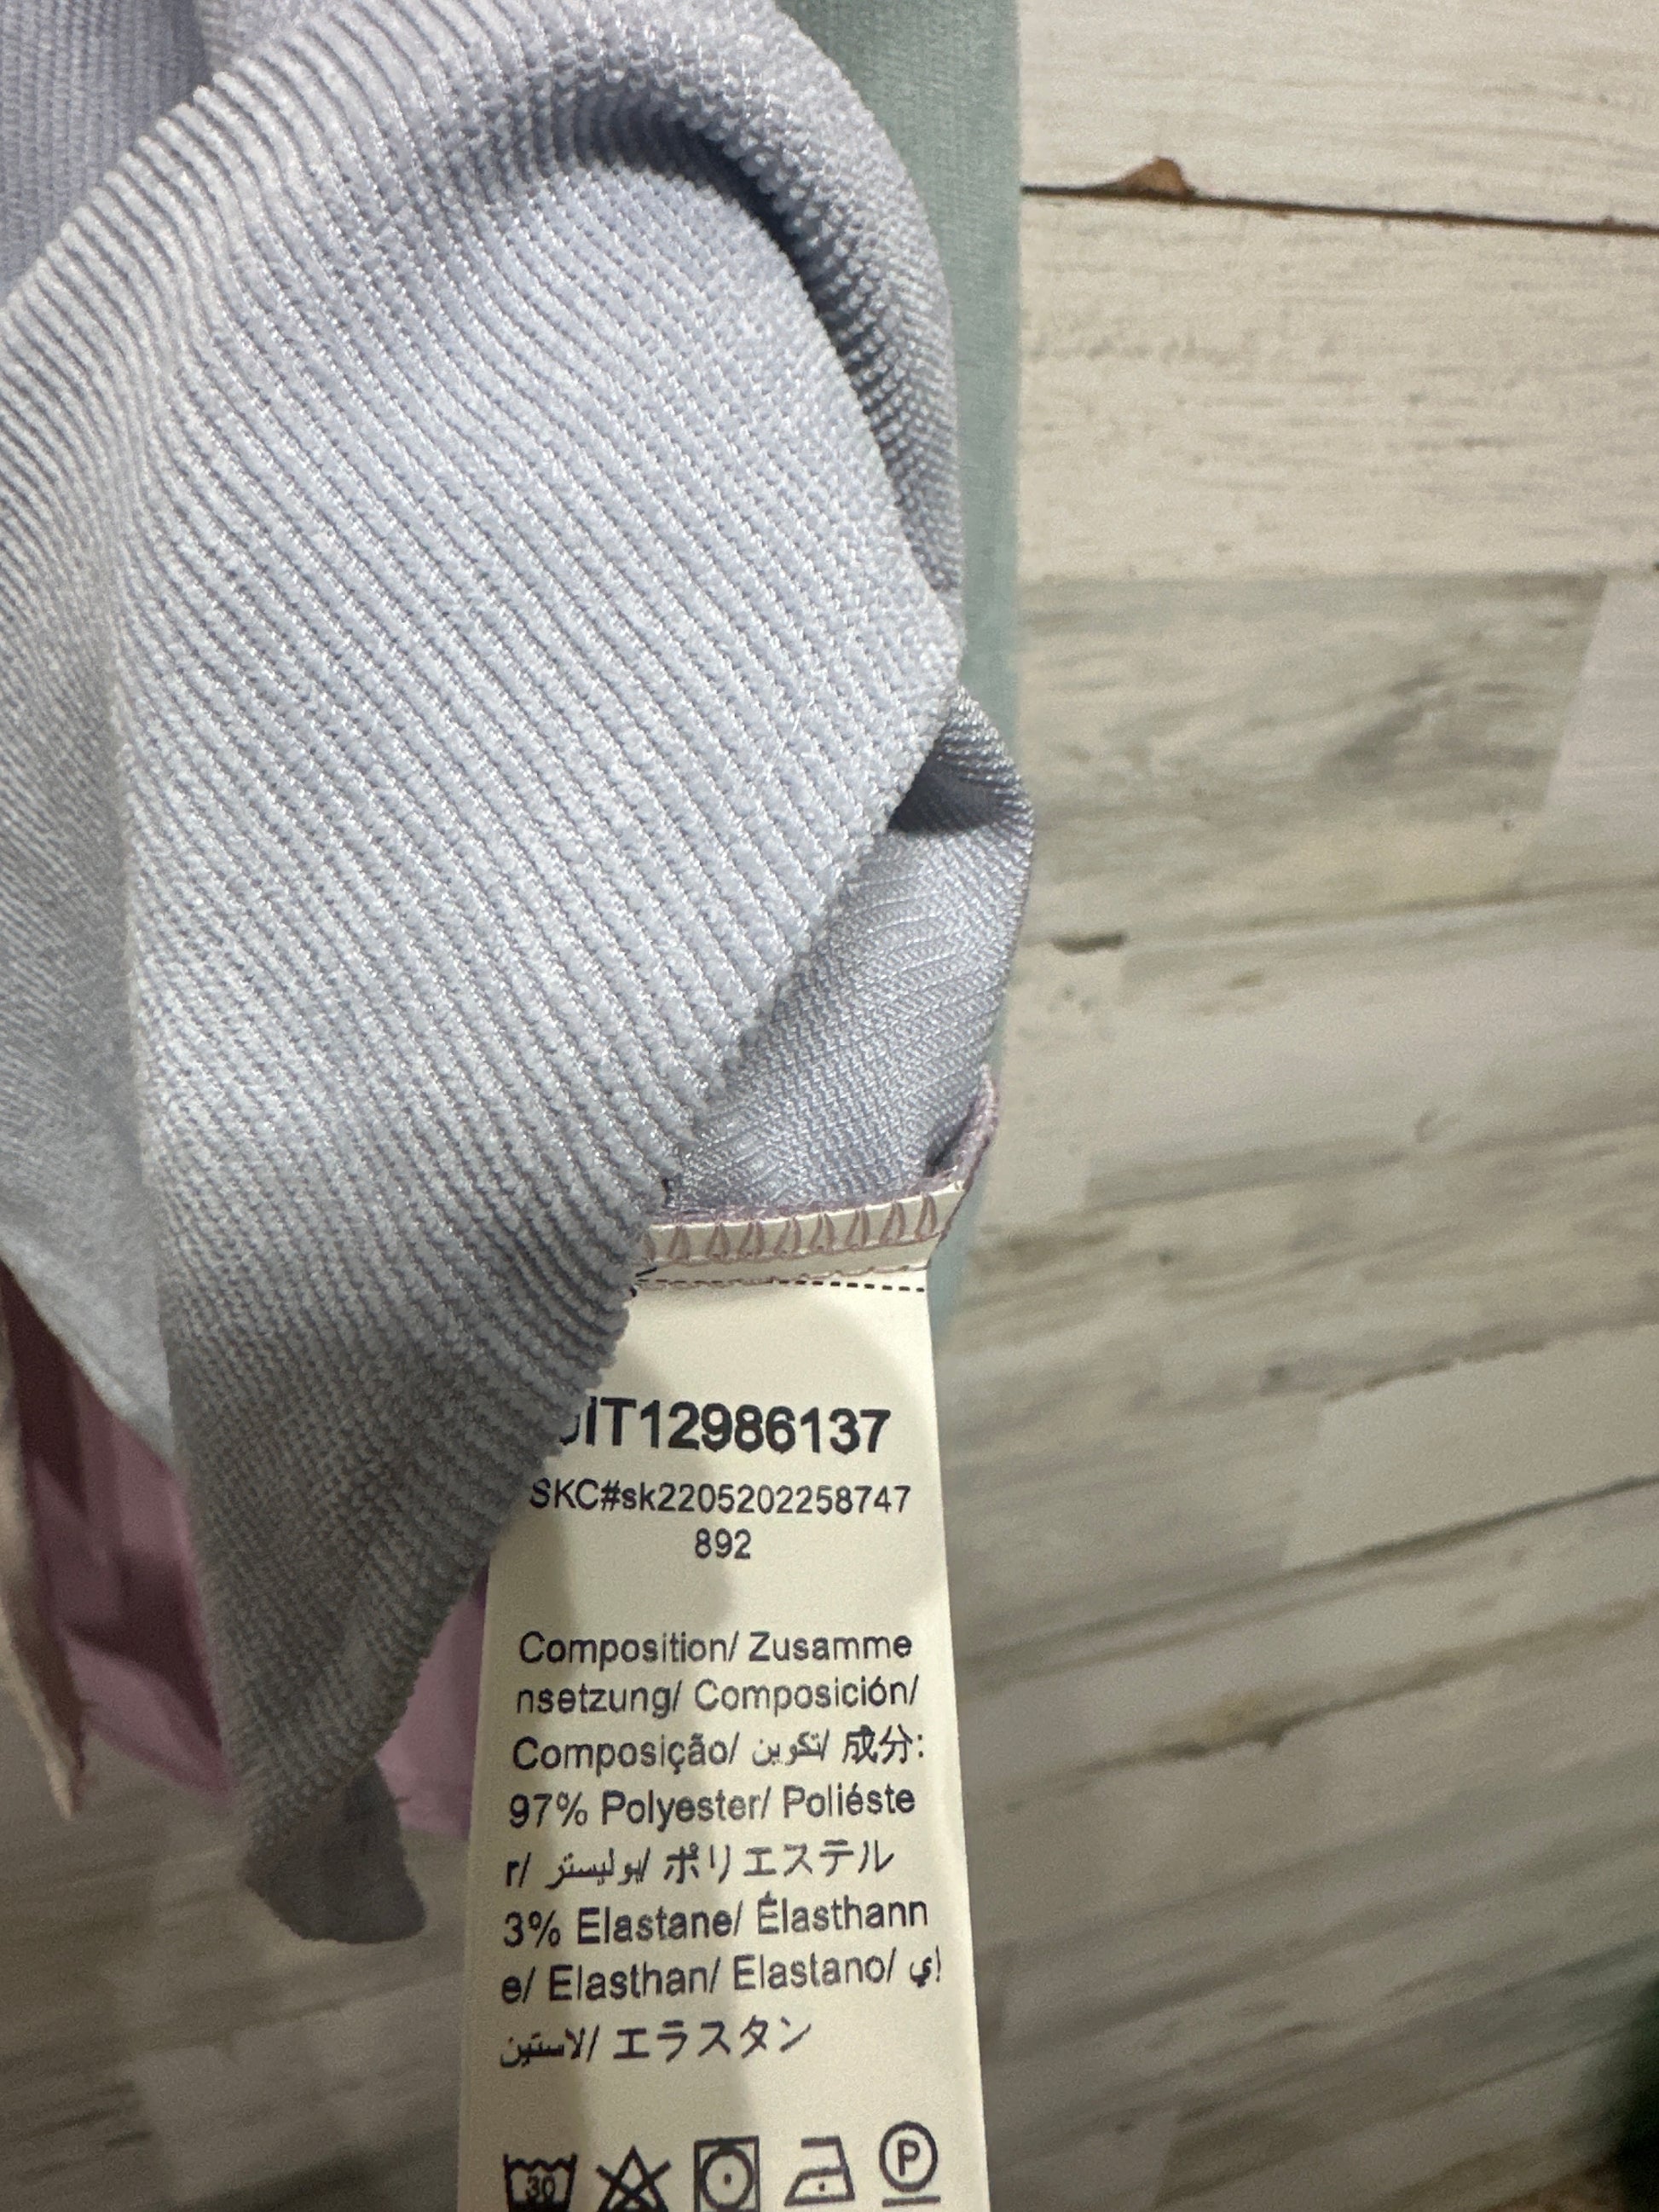 IT12986137
SKC#sk2205202258747
892
Composition/ Zusamme
nsetzung/ Composición/
Composição/ تكوين/ 成分:
97% Polyester/ Poliéste
r/ بوليستر/ ポリエステル
3% Elastane/ Élasthann
e/ Elasthan/ Elastano/ إي
لاستين/ エラスタン
30
P